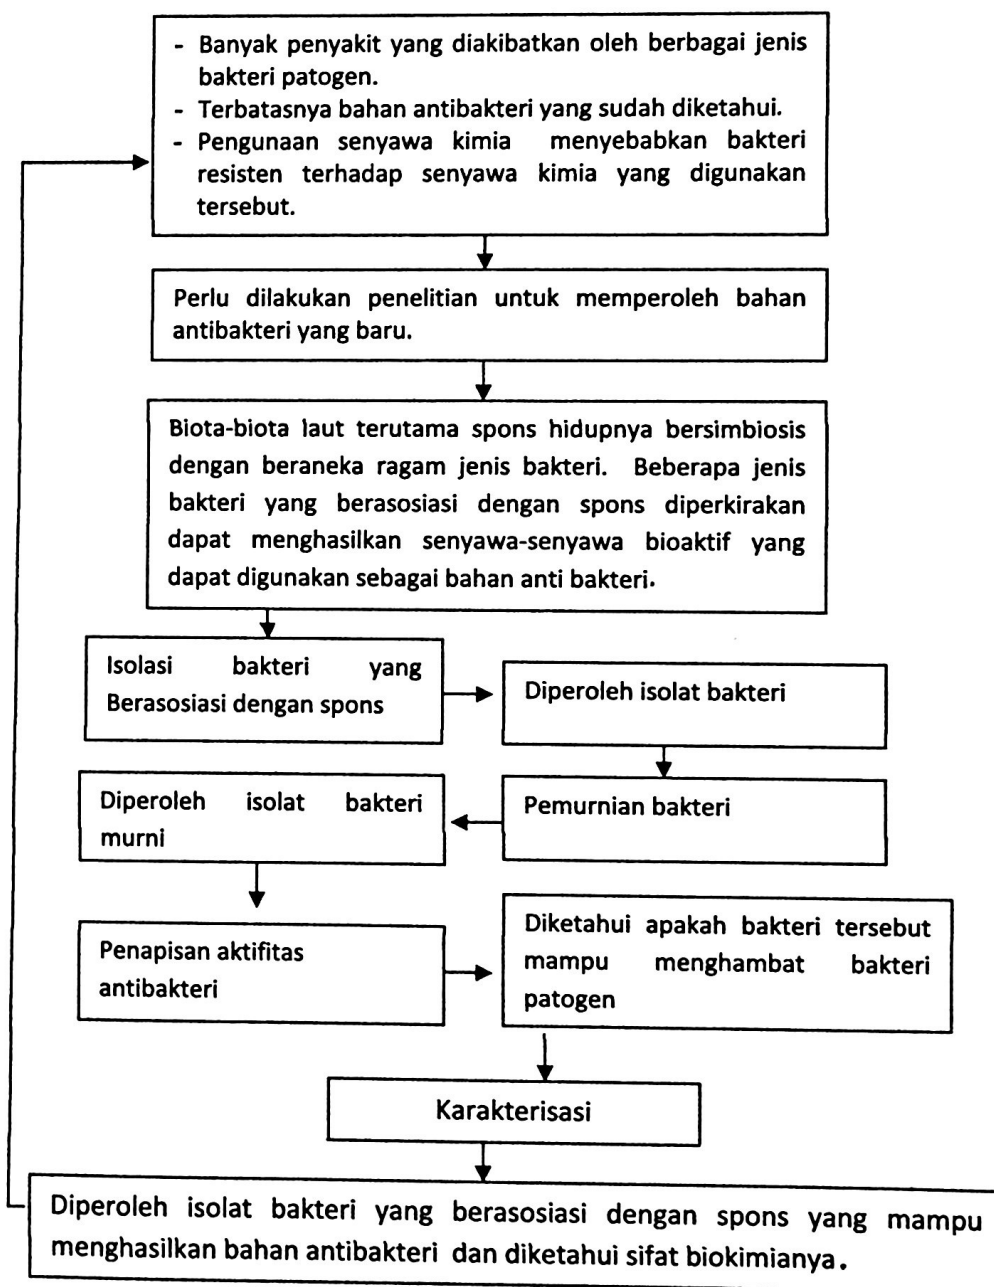 - Banyak penyakit yang diakibatkan oleh berbagai jenis
bakteri patogen.
- Terbatasnya bahan antibakteri yang sudah diketahui.
- Pengunaan senyawa kimia menyebabkan bakteri
resisten terhadap senyawa kimia yang digunakan
tersebut.
Perlu dilakukan penelitian untuk memperoleh bahan
antibakteri yang baru.
Biota-biota laut terutama spons hidupnya bersimbiosis
dengan beraneka ragam jenis bakteri. Beberapa jenis
bakteri yang berasosiasi dengan spons diperkirakan
dapat menghasilkan senyawa-senyawa bioaktif yang
dapat digunakan sebagai bahan anti bakteri.
Isolasi bakteri yang
Berasosiasi dengan spons
Diperoleh isolat bakteri
Pemurnian bakteri
Diperoleh isolat bakteri
murni
Penapisan aktifitas
antibakteri
Diketahui apakah bakteri tersebut
mampu menghambat bakteri
patogen
Karakterisasi
Diperoleh isolat bakteri yang berasosiasi dengan spons yang mampu
menghasilkan bahan antibakteri dan diketahui sifat biokimianya.